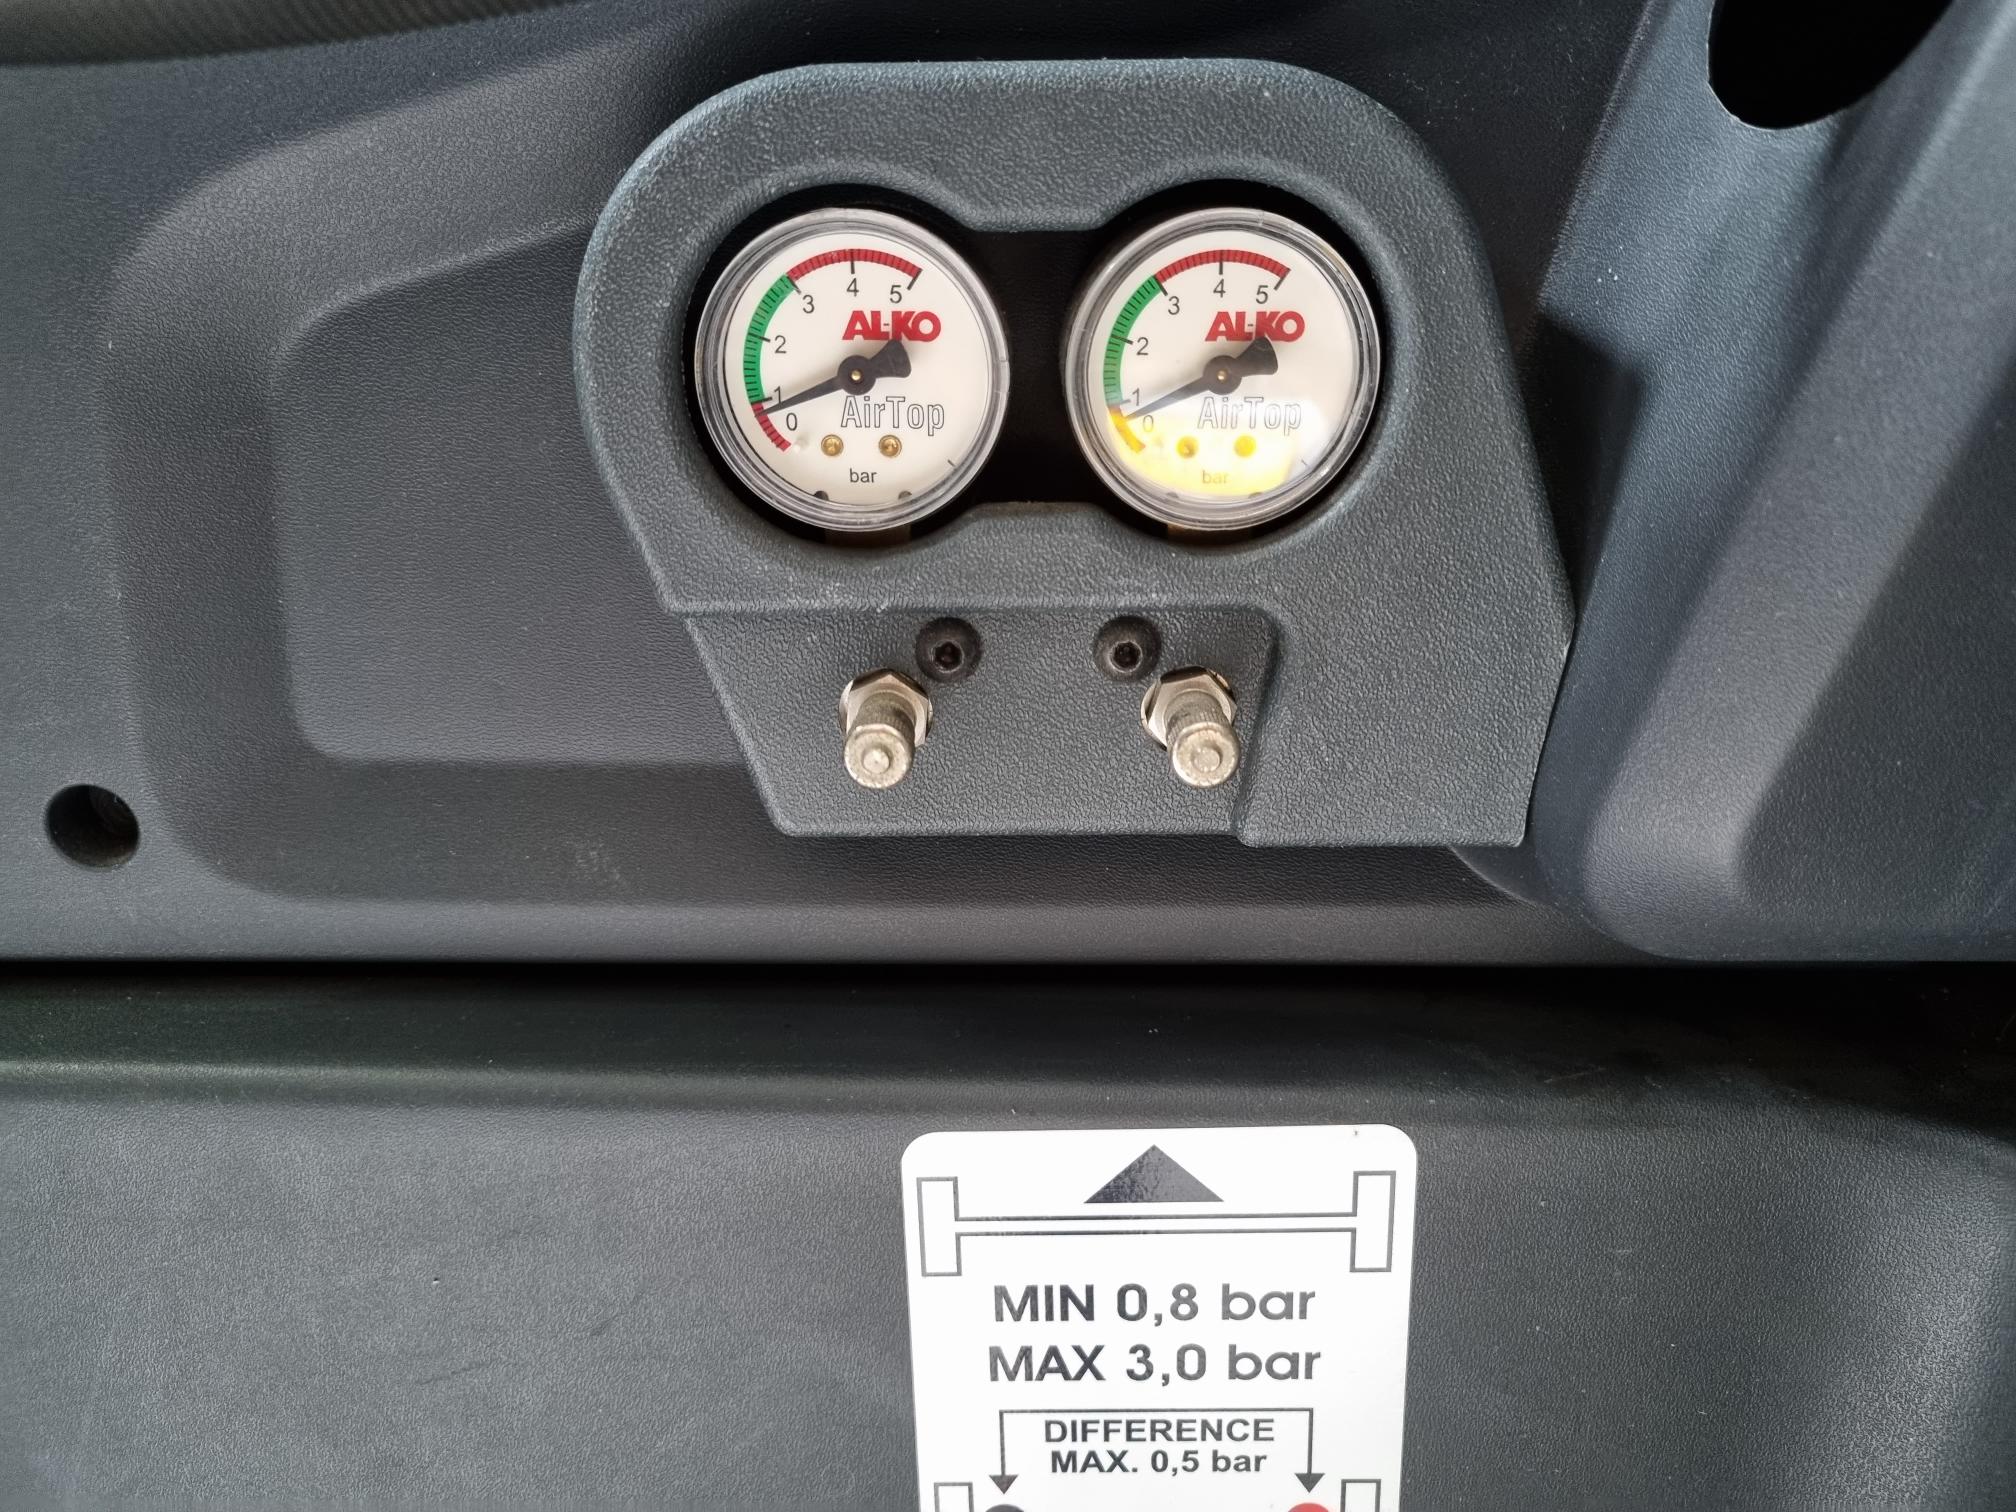 0 1 2 3 4 5
AL-KO
AirTop
bar
0 1 2 3 4 5
AL-KO
AirTop
bar
MIN 0,8 bar
MAX 3,0 bar
DIFFERENCE
MAX. 0,5 bar